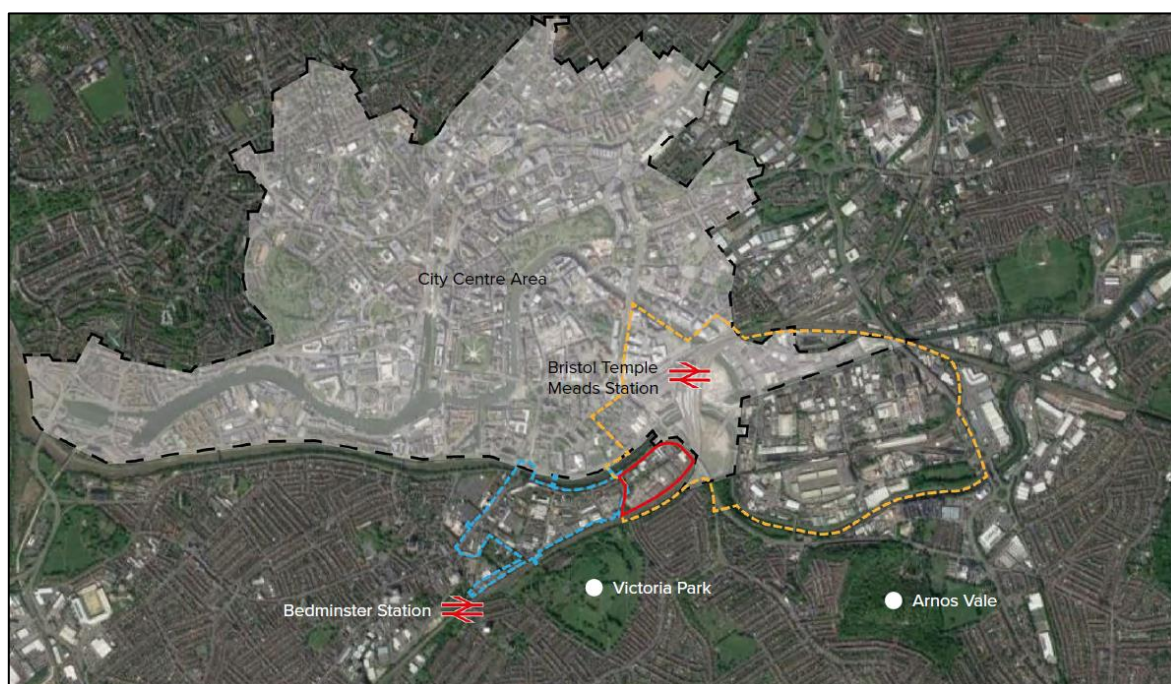 City Centre Area
Bristol Temple
Meads Station
Bedminster Station
Victoria Park
Arnos Vale